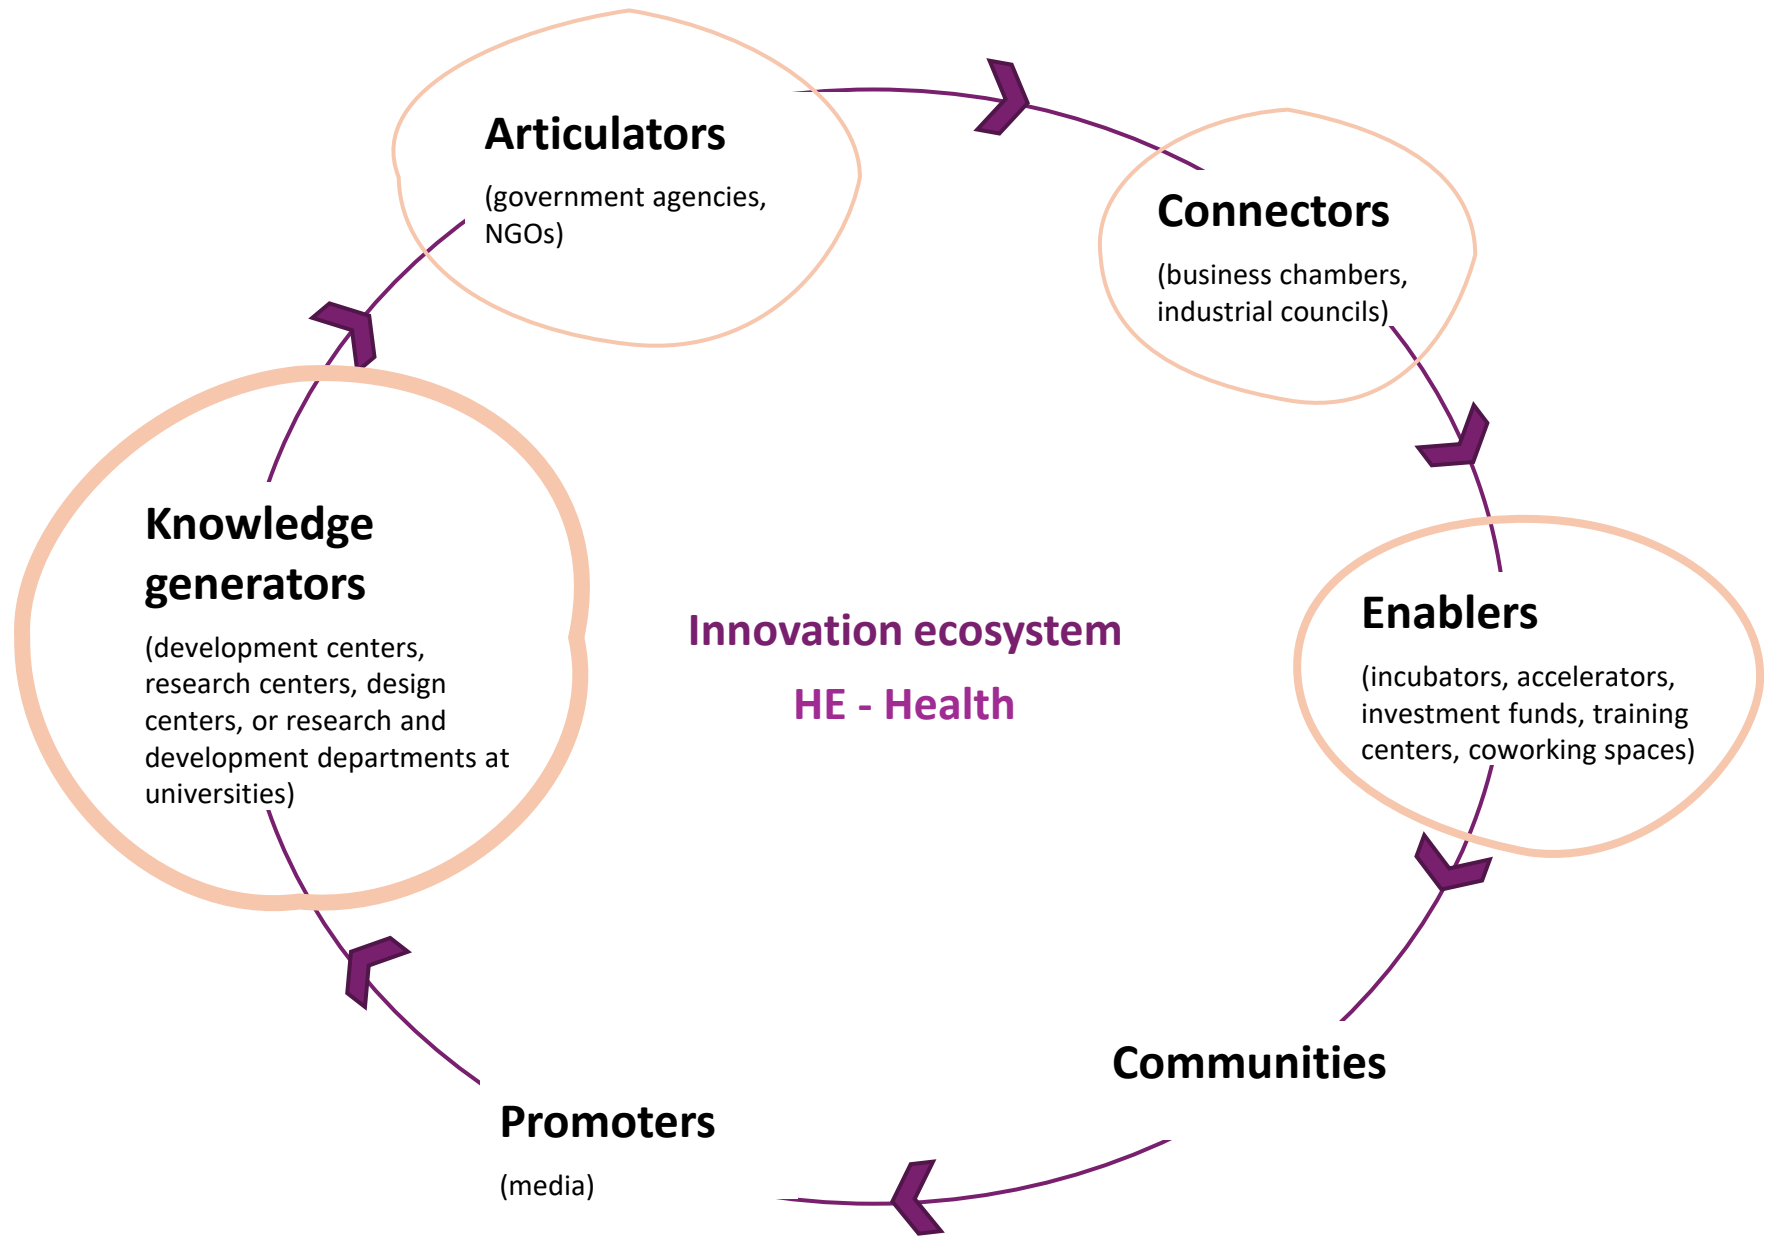 Articulators
(government agencies,
NGOs)
Connectors
(business chambers,
industrial councils)
Knowledge
generators
(development centers,
research centers, design
centers, or research and
development departments at
universities)
Innovation ecosystem
HE - Health
Enablers
(incubators, accelerators,
investment funds, training
centers, coworking spaces)
Communities
Promoters
(media)